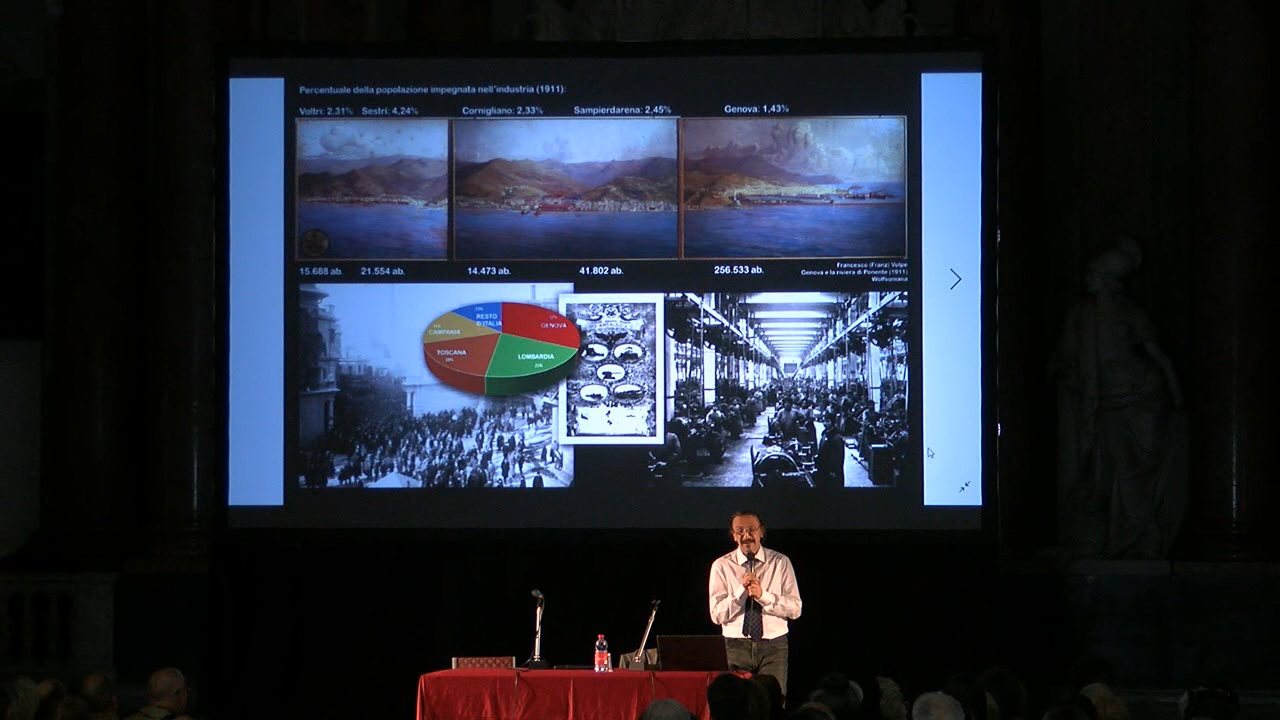 Percentuale della popolazione impegnata nell'industria (1911):
Voltri: 2.31% Sestri: 4,24% Cornigliano: 2,33% Sampierdarena: 2,45% Genova: 1,43%
15.688 ab. 21.554 ab. 14.473 ab. 41.802 ab. 256.533 ab.
Francesco (Franz) Volpe
Genova e la riviera di Ponente (1911)
Wolfsoniana
RESTO
D'ITALIA
GENOVA
CAMPANIA
TOSCANA
LOMBARDIA